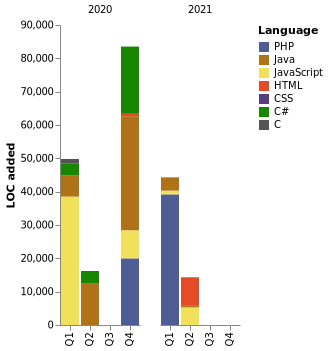 2020 2021
Language
PHP
Java
JavaScript
HTML
CSS
C#
C
LOC added
90,000
80,000
70,000
60,000
50,000
40,000
30,000
20,000
10,000
0
Q1 Q2 Q3 Q4 Q1 Q2 Q3 Q4